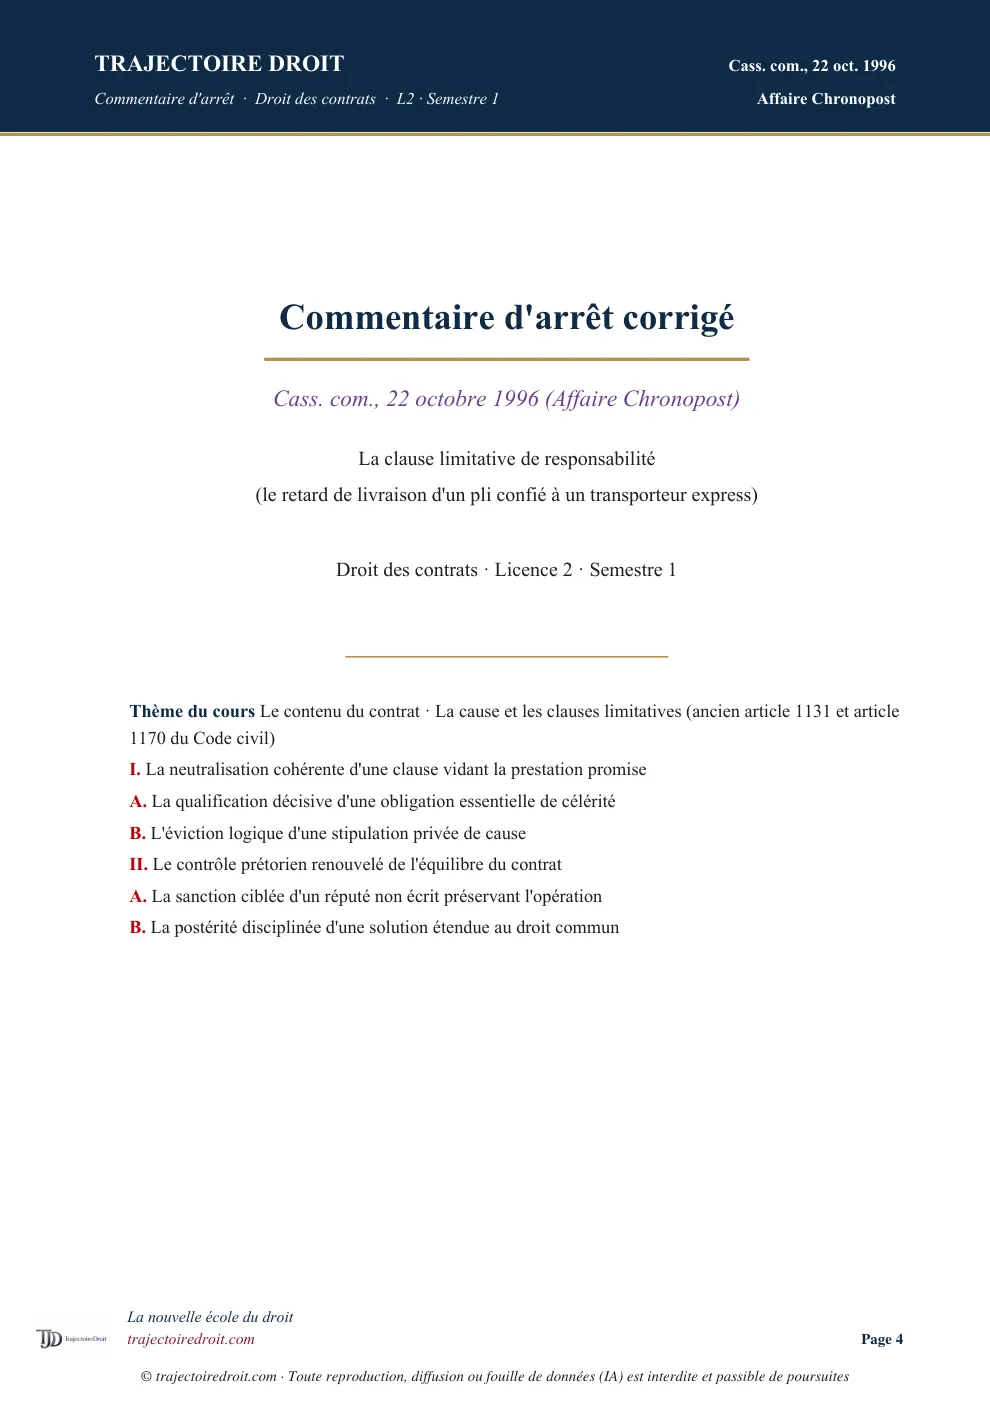 TRAJECTOIRE DROIT
Cass. com., 22 oct. 1996
Commentaire d'arrêt · Droit des contrats · L2 · Semestre 1
Affaire Chronopost
Commentaire d'arrêt corrigé
Cass. com., 22 octobre 1996 (Affaire Chronopost)
La clause limitative de responsabilité
(le retard de livraison d'un pli confié à un transporteur express)
Droit des contrats · Licence 2 · Semestre 1
Thème du cours Le contenu du contrat · La cause et les clauses limitatives (ancien article 1131 et article
1170 du Code civil)
I. La neutralisation cohérente d'une clause vidant la prestation promise
A. La qualification décisive d'une obligation essentielle de célérité
B. L'éviction logique d'une stipulation privée de cause
II. Le contrôle prétorien renouvelé de l'équilibre du contrat
A. La sanction ciblée d'un réputé non écrit préservant l'opération
B. La postérité disciplinée d'une solution étendue au droit commun
La nouvelle école du droit
TJD TrajectoireDroit
trajectoiredroit.com
Page 4
© trajectoiredroit.com · Toute reproduction, diffusion ou fouille de données (IA) est interdite et passible de poursuites